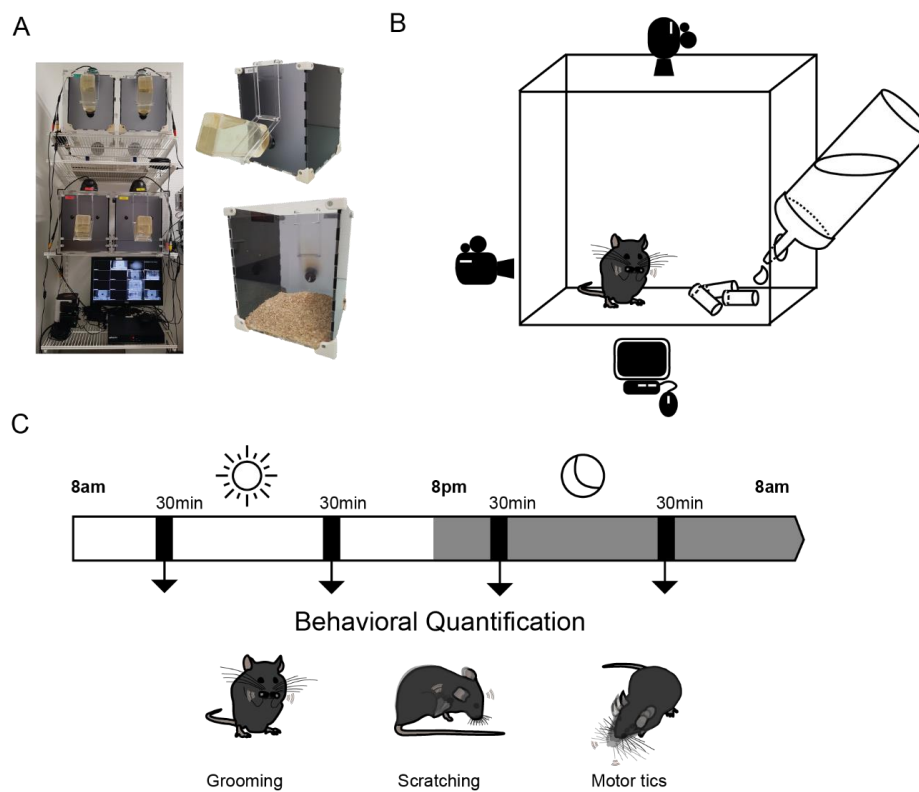 A
B
C
8am
8pm
8am
30min
30min
30min
30min
Behavioral Quantification
Grooming
Scratching
Motor tics